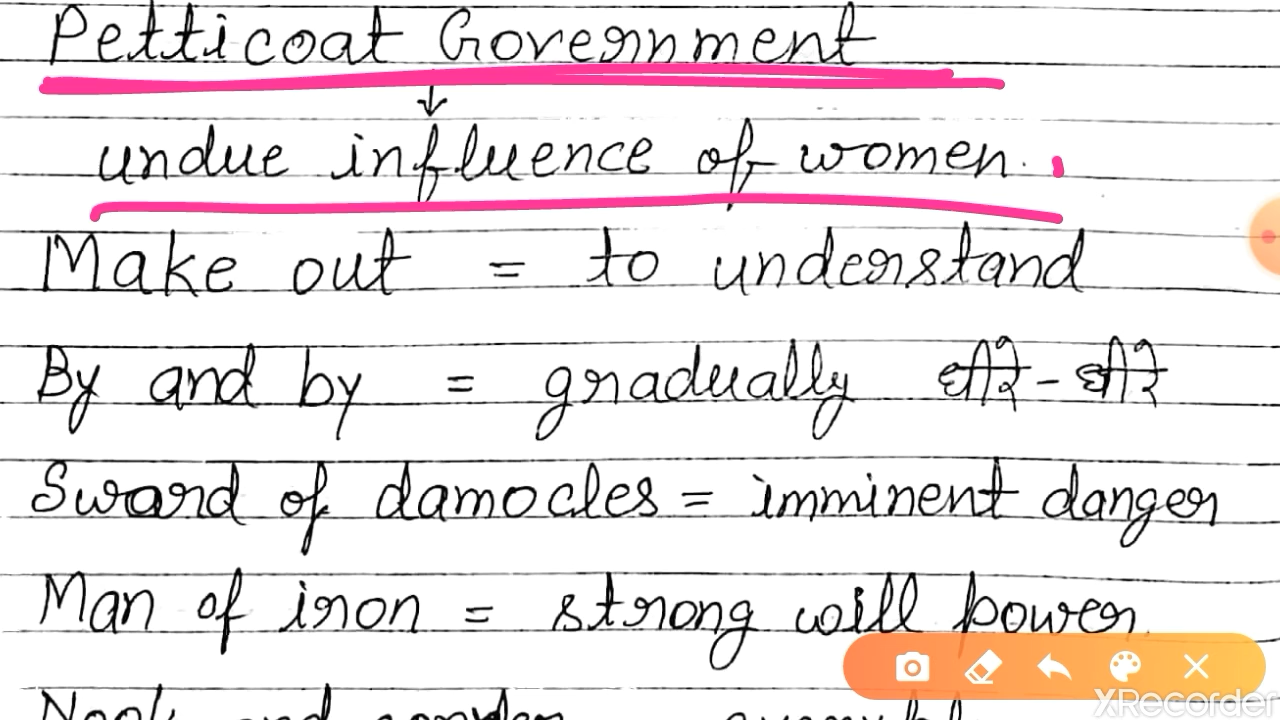 Petticoat Government
↓
undue influence of women.
Make out = to understand
By and by = gradually धीरे-धीरे
Sword of damocles = imminent danger
Man of iron = strong will power
and
XRecorder